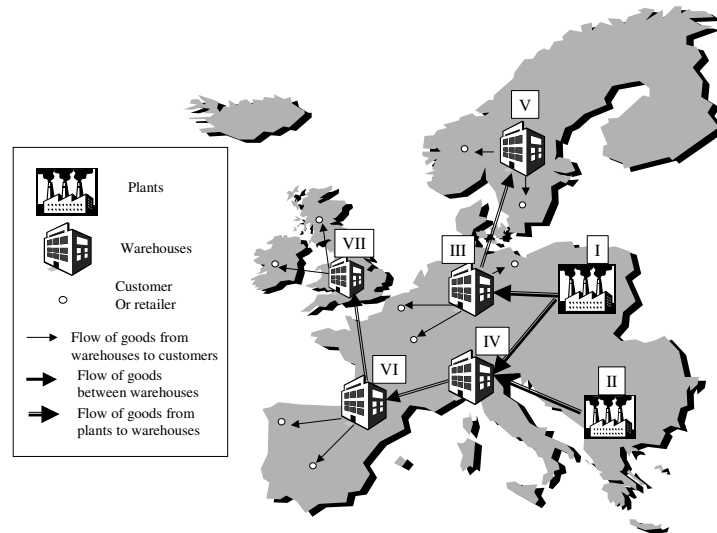 V
VII
III
I
IV
VI
II
Plants
Warehouses
Customer
Or retailer
Flow of goods from
warehouses to customers
Flow of goods
between warehouses
Flow of goods from
plants to warehouses